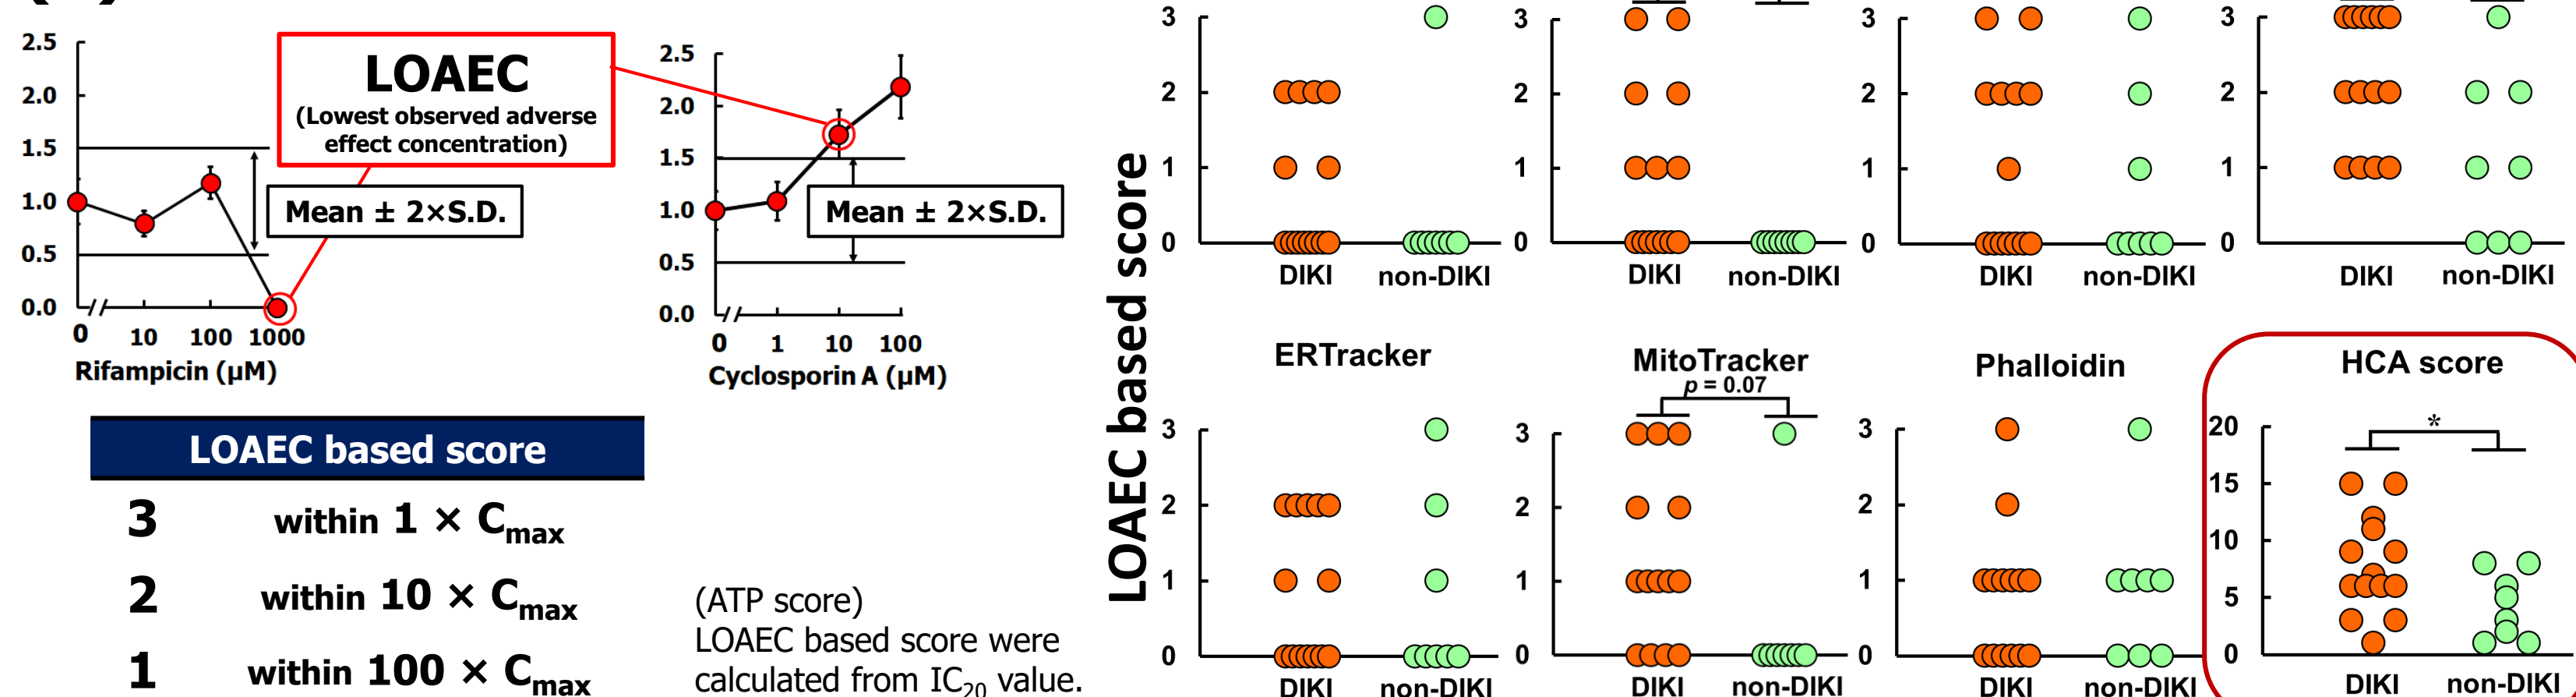 2.5
2.0
1.5
1.0
0.5
0.0
0 10 100 1000
Rifampicin (µM)
LOAEC
(Lowest observed adverse
effect concentration)
Mean ± 2×S.D.
2.5
2.0
1.5
1.0
0.5
0.0
0 1 10 100
Cyclosporin A (µM)
Mean ± 2×S.D.
LOAEC based score
3 within 1 × Cmax
2 within 10 × Cmax
1 within 100 × Cmax
(ATP score)
LOAEC based score were
calculated from IC20 value.
LOAEC based score
3
2
1
0
DIKI non-DIKI
3
2
1
0
DIKI non-DIKI
3
2
1
0
DIKI non-DIKI
3
2
1
0
DIKI non-DIKI
ERTracker
3
2
1
0
DIKI non-DIKI
MitoTracker
p = 0.07
3
2
1
0
DIKI non-DIKI
Phalloidin
3
2
1
0
DIKI non-DIKI
HCA score
*
20
15
10
5
0
DIKI non-DIKI